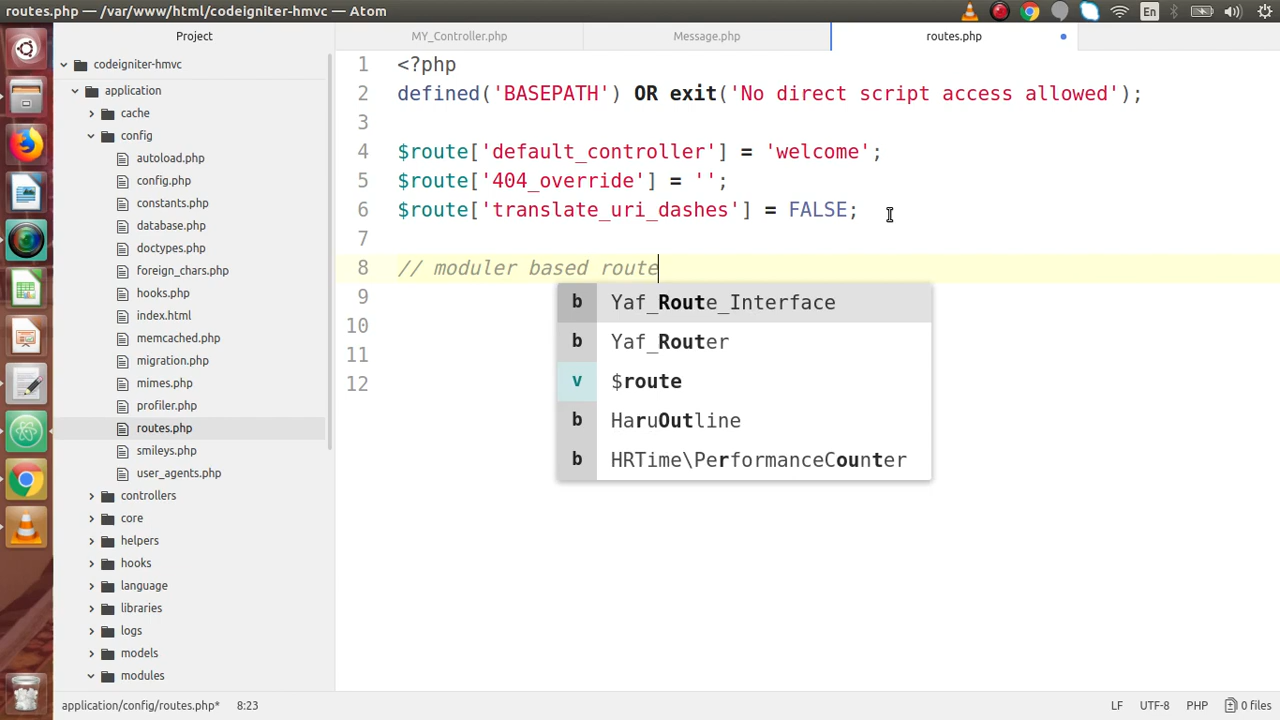 routes.php — /var/www/html/codeigniter-hmvc — Atom
En
Project
MY_Controller.php
Message.php
routes.php
codeigniter-hmvc
application
cache
config
autoload.php
config.php
constants.php
database.php
doctypes.php
foreign_chars.php
hooks.php
index.html
memcached.php
migration.php
mimes.php
profiler.php
routes.php
smileys.php
user_agents.php
controllers
core
helpers
hooks
language
libraries
logs
models
modules
1 <?php
2 defined('BASEPATH') OR exit('No direct script access allowed');
3
4 $route['default_controller'] = 'welcome';
5 $route['404_override'] = '';
6 $route['translate_uri_dashes'] = FALSE;
7
8 // moduler based route
9
10
11
12
b Yaf_Route_Interface
b Yaf_Router
v $route
b HaruOutline
b HRTime\PerformanceCounter
application/config/routes.php* 8:23
LF UTF-8 PHP 0 files